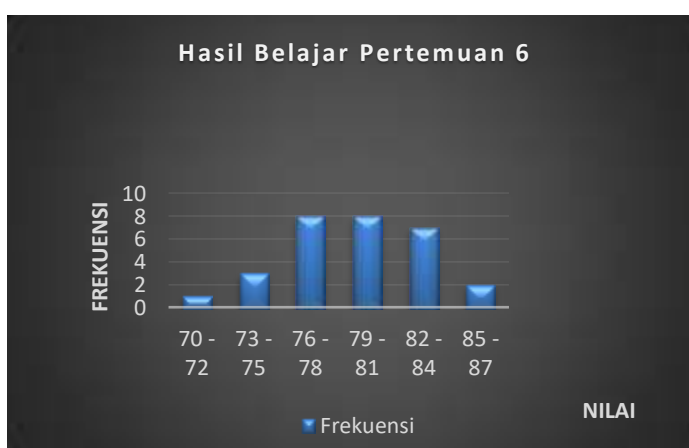 Hasil Belajar Pertemuan 6
FREKUENSI
10
8
6
4
2
0
70 - 73 - 76 - 79 - 82 - 85 -
72 75 78 81 84 87
NILAI
Frekuensi